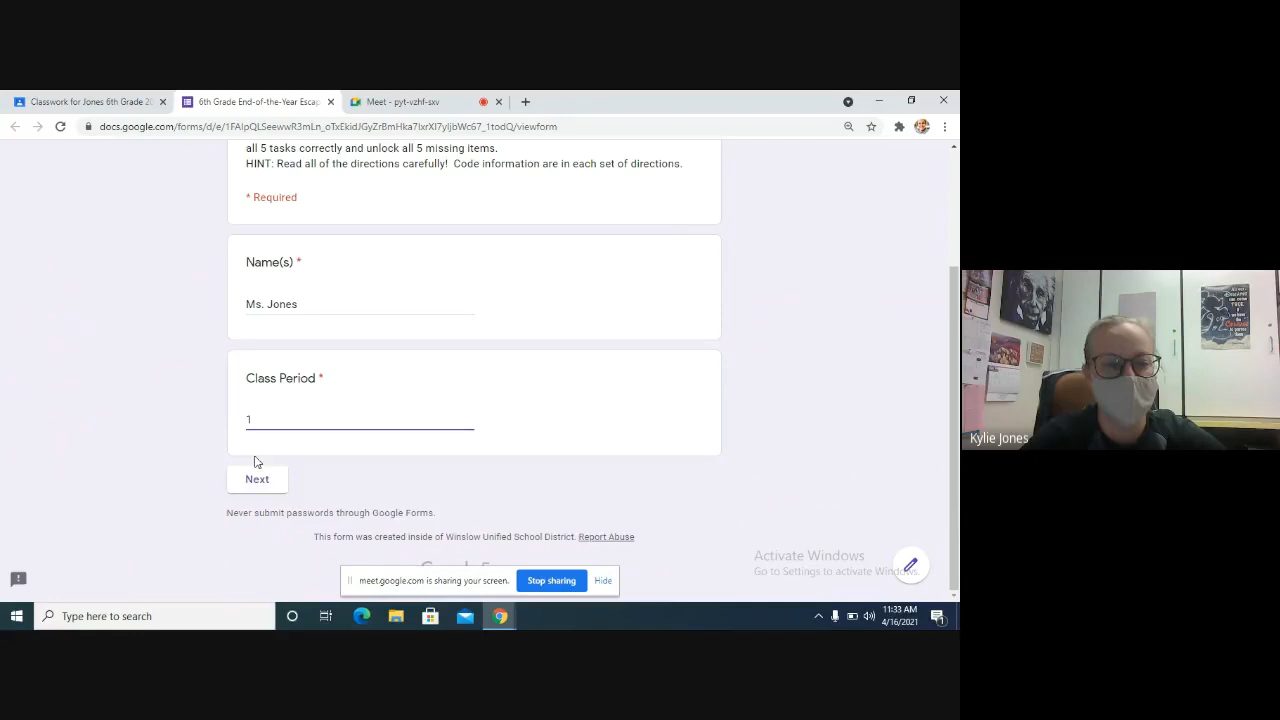 Classwork for Jones 6th Grade 2
6th Grade End-of-the-Year Escap
Meet - pyt-vzhf-sxv
docs.google.com/forms/d/e/1FAIpQLSeewwR3mLn_oTxEkidJGyZrBmHka7lxrXl7yIjbWc67_1todQ/viewform
all 5 tasks correctly and unlock all 5 missing items.
HINT: Read all of the directions carefully! Code information are in each set of directions.
* Required
Name(s) *
Ms. Jones
Class Period *
1
Next
Never submit passwords through Google Forms.
This form was created inside of Winslow Unified School District. Report Abuse
Activate Windows
Go to Settings to activate Windows.
meet.google.com is sharing your screen.
Stop sharing
Hide
Type here to search
11:33 AM
4/16/2021
1
Kylie Jones